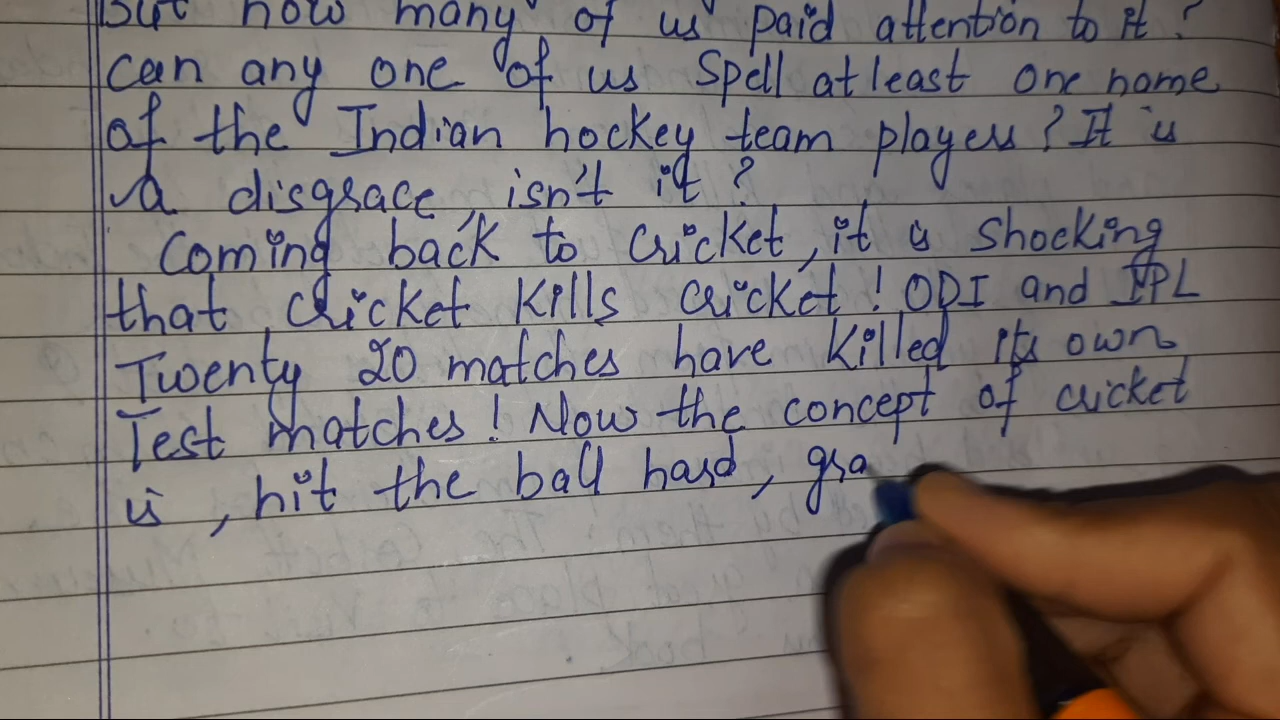 But how many of us paid attention to it?
can any one of us Spell atleast one name
of the Indian hockey team players? It is
a disgrace, isn't it?
Coming back to cricket, it is shocking
that, cricket kills cricket! ODI and IPL
Twenty 20 matches have killed its own
Test matches! Now the concept of cricket
is, hit the ball hard, gra